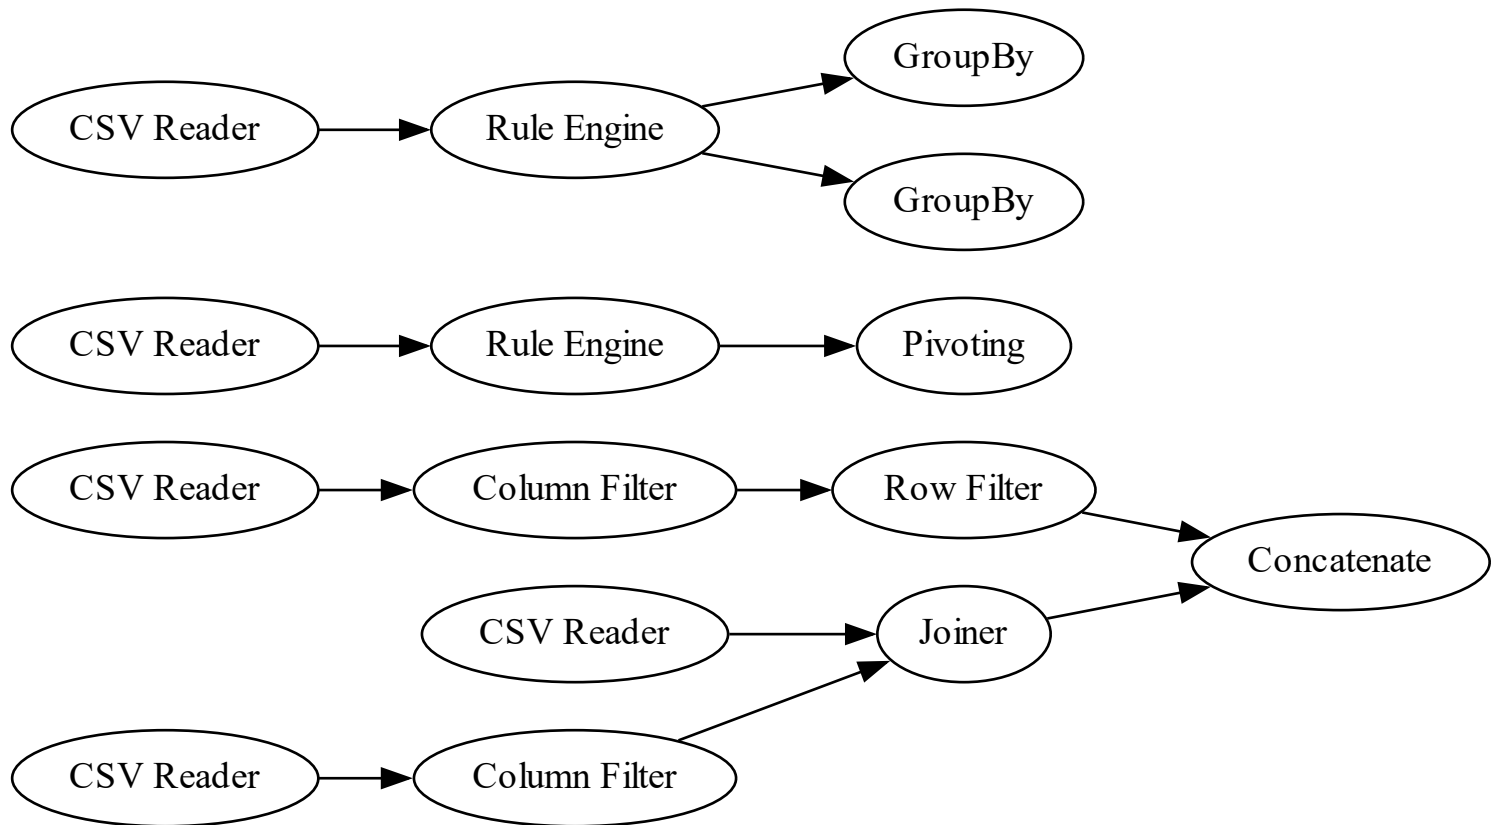 GroupBy
CSV Reader
Rule Engine
GroupBy
CSV Reader
Rule Engine
Pivoting
CSV Reader
Column Filter
Row Filter
Concatenate
CSV Reader
Joiner
CSV Reader
Column Filter